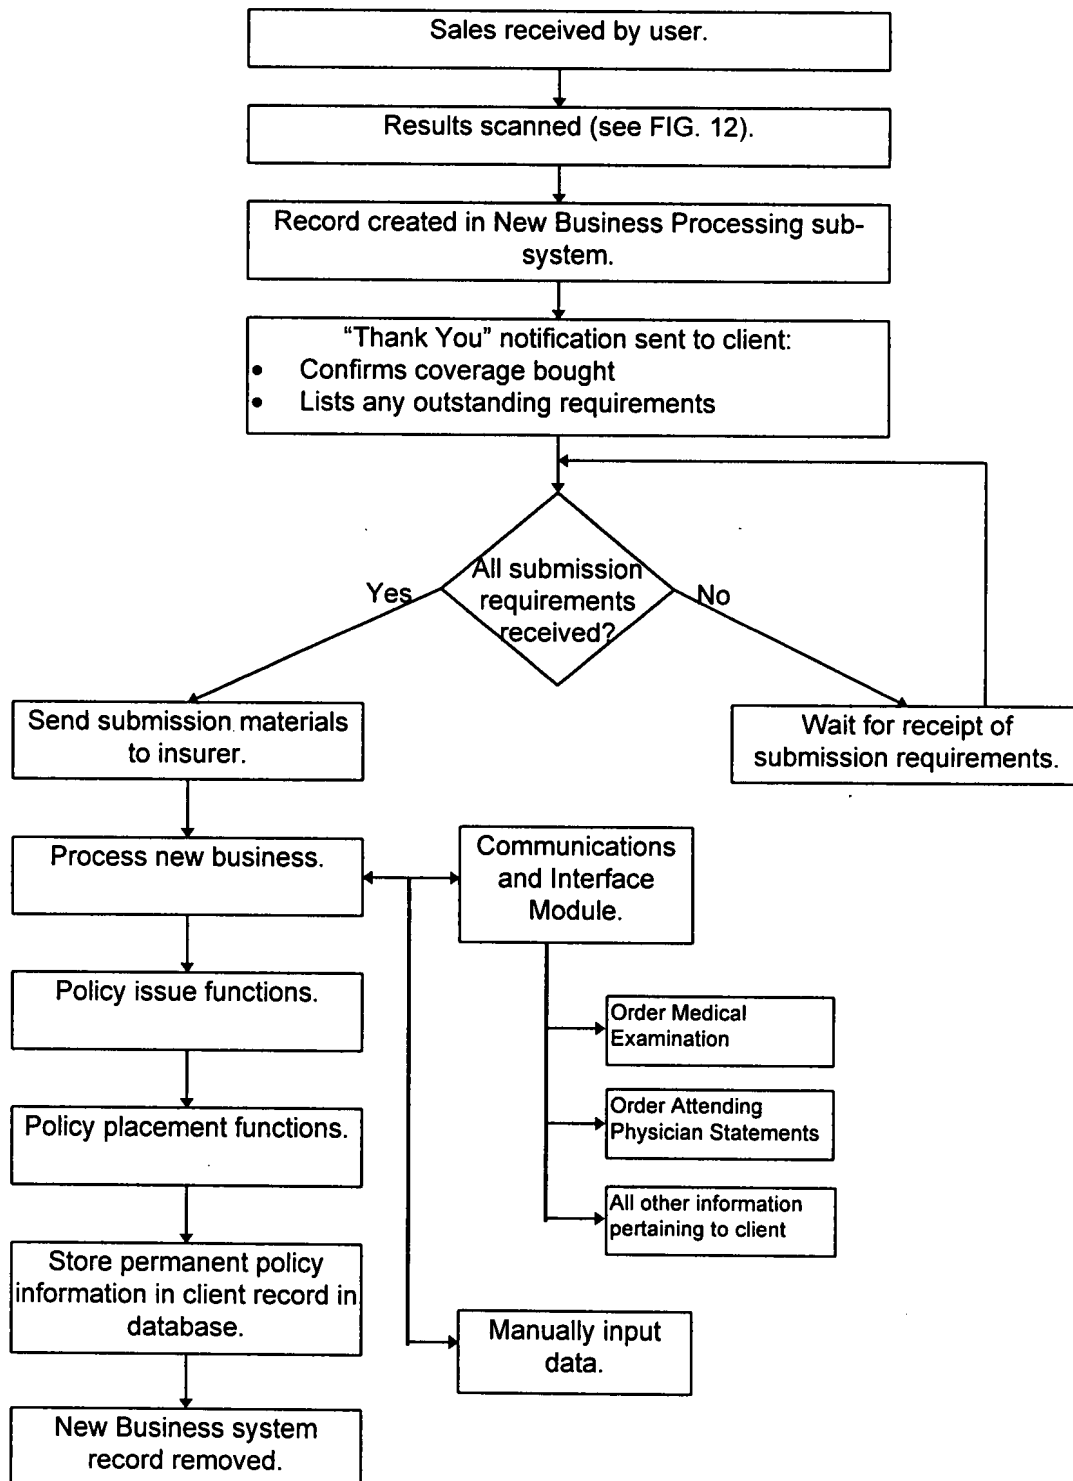 Sales received by user.
Results scanned (see FIG. 12).
Record created in New Business Processing sub-
system.
“Thank You” notification sent to client:
• Confirms coverage bought
• Lists any outstanding requirements
All submission
requirements
received?
Yes
No
Send submission materials
to insurer.
Wait for receipt of
submission requirements.
Process new business.
Communications
and Interface
Module.
Policy issue functions.
Order Medical
Examination
Policy placement functions.
Order Attending
Physician Statements
All other information
pertaining to client
Store permanent policy
information in client record in
database.
Manually input
data.
New Business system
record removed.